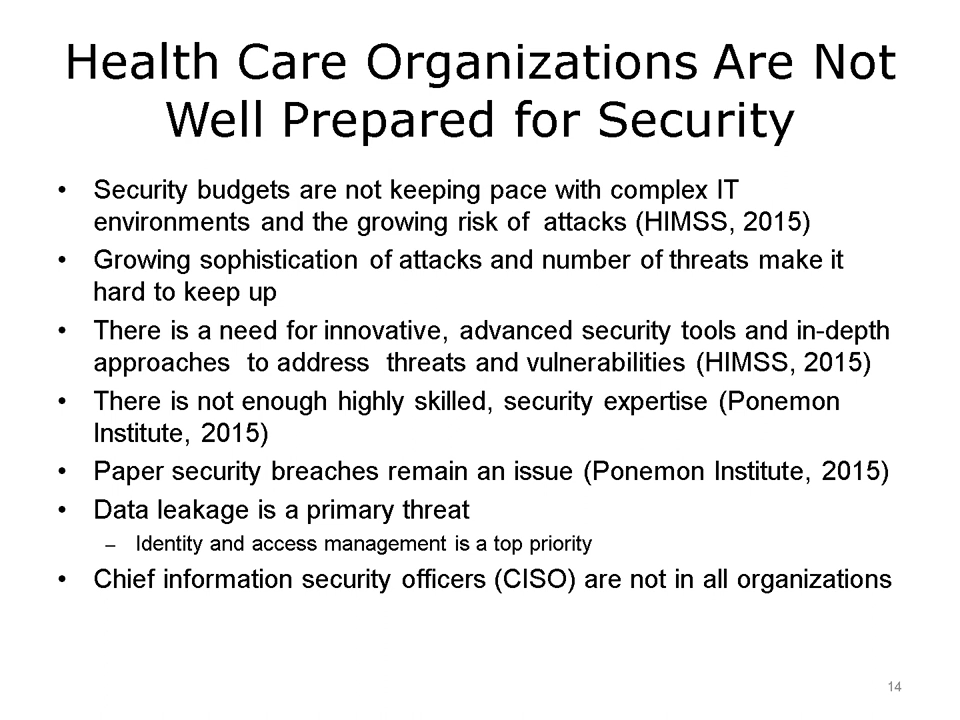 Health Care Organizations Are Not
Well Prepared for Security
• Security budgets are not keeping pace with complex IT
environments and the growing risk of  attacks (HIMSS, 2015)
• Growing sophistication of attacks and number of threats make it
hard to keep up
• There is a need for innovative, advanced security tools and in-depth
approaches  to address  threats and vulnerabilities (HIMSS, 2015)
• There is not enough highly skilled, security expertise (Ponemon
Institute, 2015)
• Paper security breaches remain an issue (Ponemon Institute, 2015)
• Data leakage is a primary threat
– Identity and access management is a top priority
• Chief information security officers (CISO) are not in all organizations
14